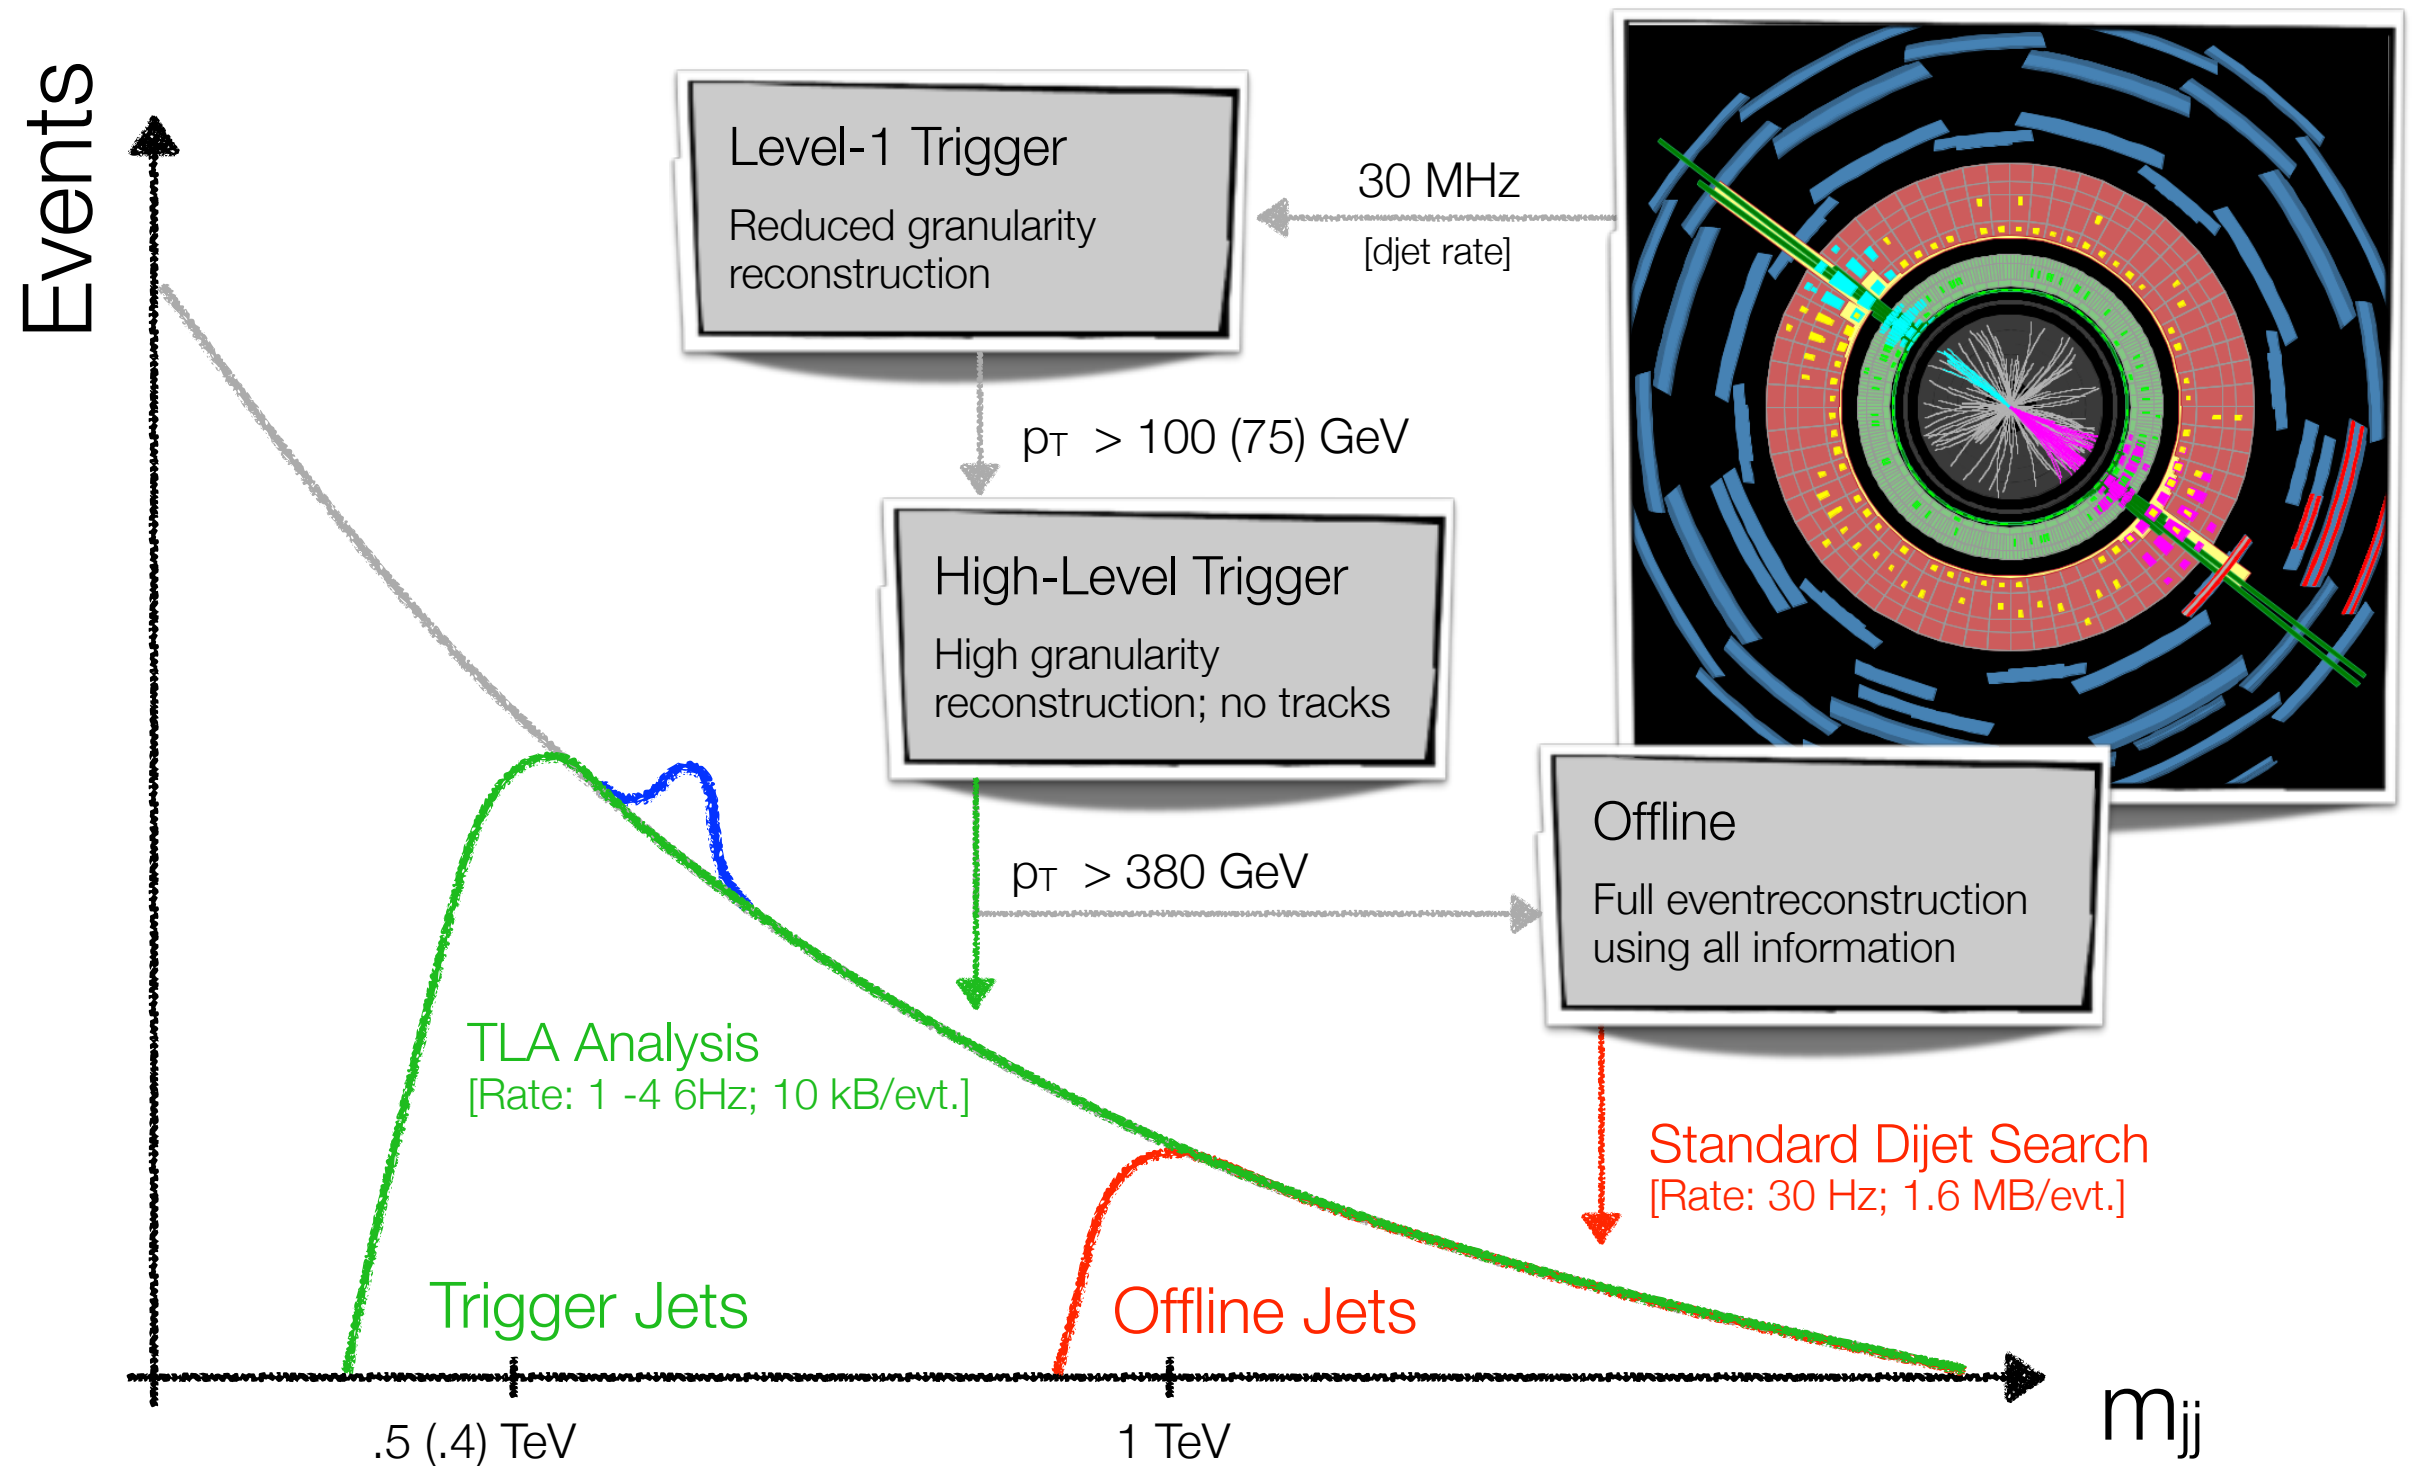 Events
Level-1 Trigger
Reduced granularity
reconstruction
30 MHz
[djet rate]
pT > 100 (75) GeV
High-Level Trigger
High granularity
reconstruction; no tracks
pT > 380 GeV
Offline
Full eventreconstruction
using all information
TLA Analysis
[Rate: 1 -4 6Hz; 10 kB/evt.]
Standard Dijet Search
[Rate: 30 Hz; 1.6 MB/evt.]
Trigger Jets
Offline Jets
.5 (.4) TeV
1 TeV
mjj